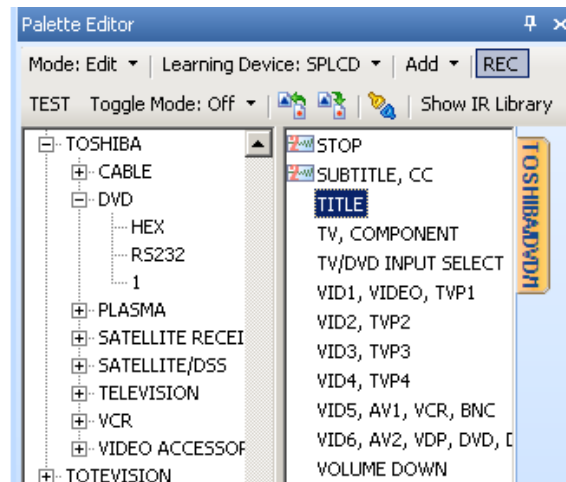 Palette Editor
Mode: Edit Learning Device: SPLCD Add REC
TEST Toggle Mode: Off Show IR Library
TOSHIBA
CABLE
DVD
HEX
RS232
1
PLASMA
SATELLITE RECEI
SATELLITE/DSS
TELEVISION
VCR
VIDEO ACCESSOF
TOTEVISION
STOP
SUBTITLE, CC
TITLE
TV, COMPONENT
TV/DVD INPUT SELECT
VID1, VIDEO, TVP1
VID2, TVP2
VID3, TVP3
VID4, TVP4
VID5, AV1, VCR, BNC
VID6, AV2, VDP, DVD, D
VOLUME DOWN
TOSHIBA\DVD\1